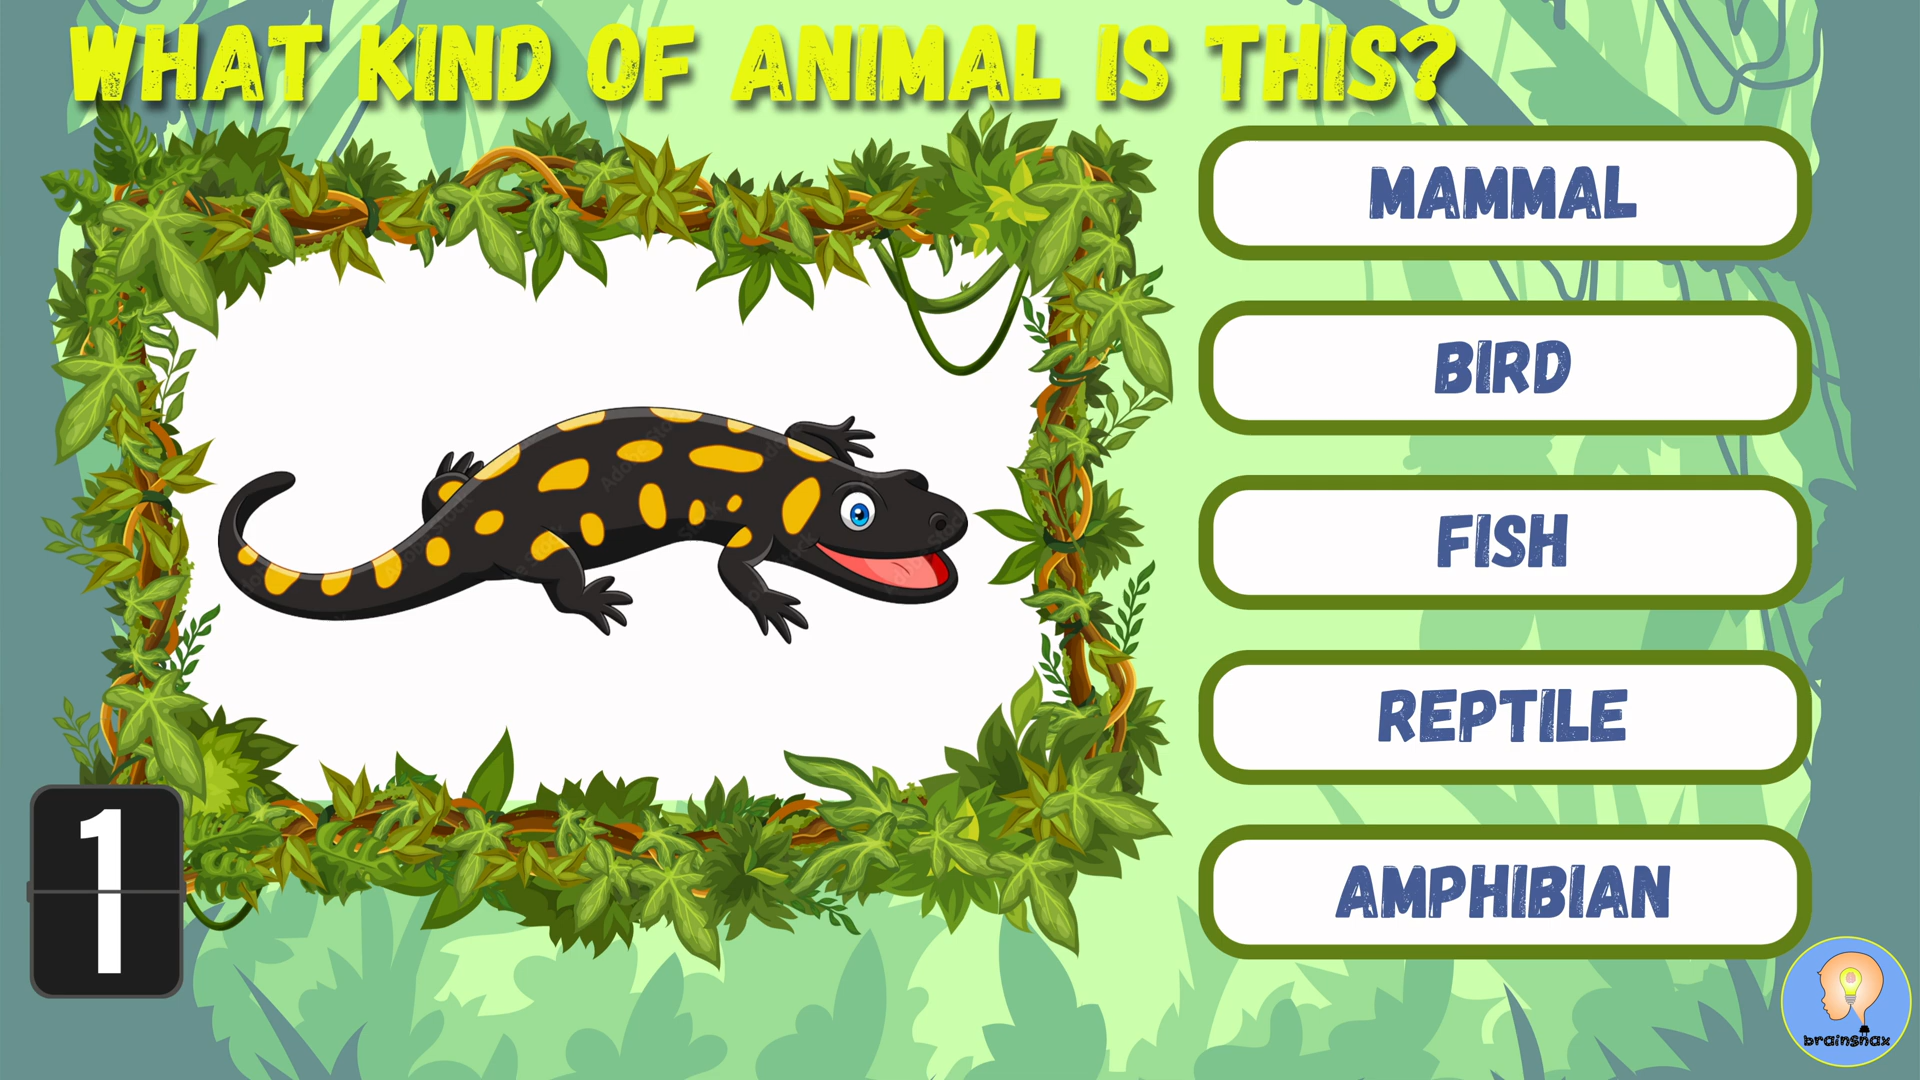 WHAT KIND OF ANIMAL IS THIS?
MAMMAL
BIRD
FISH
REPTILE
AMPHIBIAN
1
brainsnax